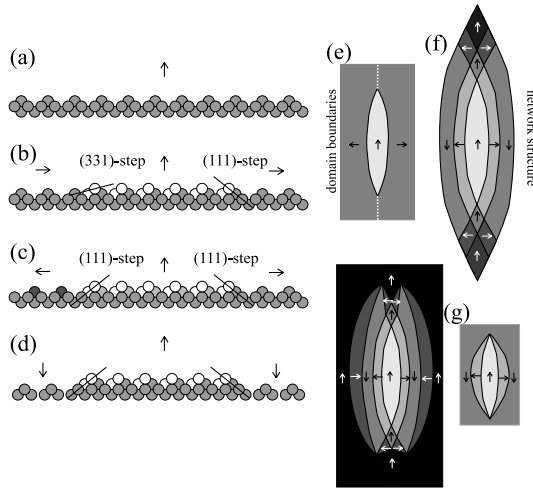 (a)
(b)
(331)-step
(111)-step
(c)
(111)-step
(111)-step
(d)
(e)
domain boundaries
(f)
network structure
(g)